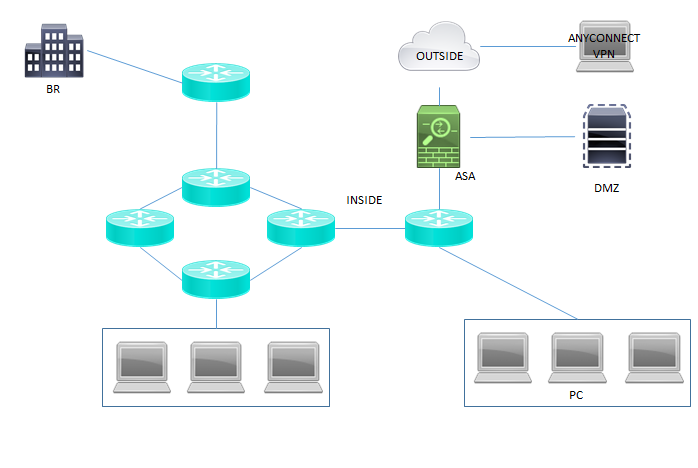 BR
OUTSIDE
ANYCONNECT
VPN
ASA
DMZ
INSIDE
PC